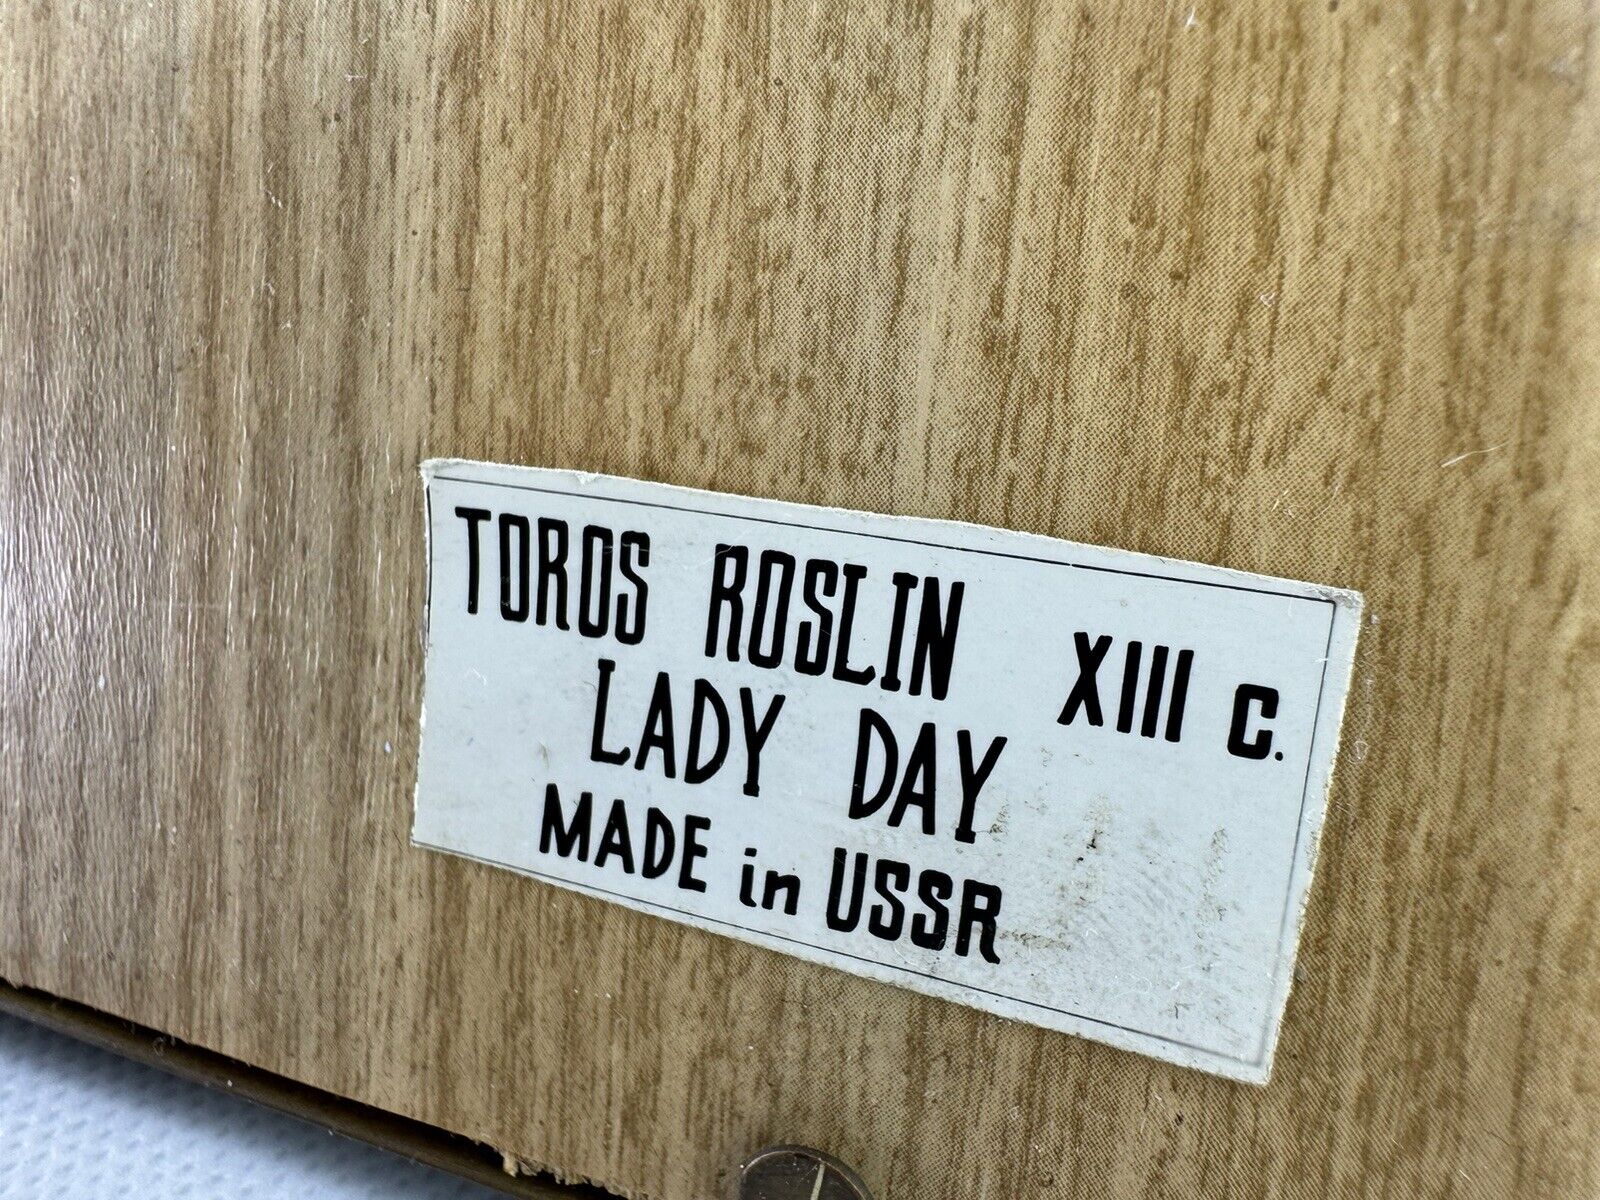 TOROS ROSLIN XIII C.
LADY DAY
MADE in USSR